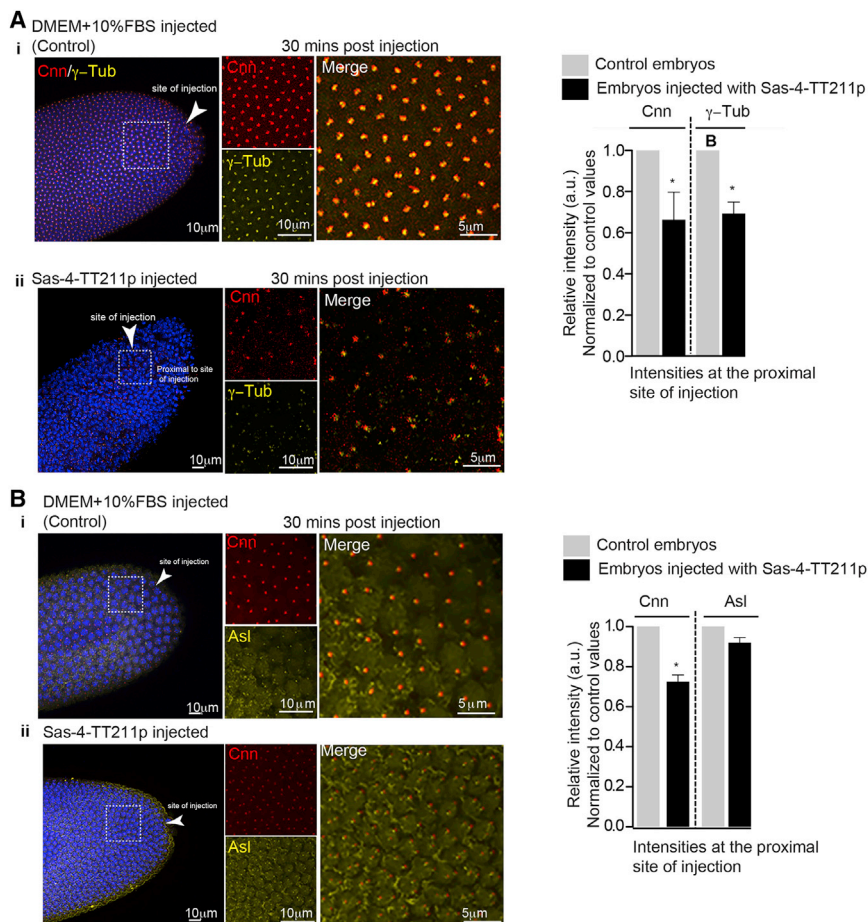 A
DMEM+10%FBS injected
(Control)
30 mins post injection
i
Cnn/γ-Tub
site of injection
10μm
Cnn
γ-Tub
10μm
Merge
5μm
Control embryos
Embryos injected with Sas-4-TT211p
Cnn
γ-Tub
B
*
*
1.0
0.8
0.6
0.4
0.2
0.0
Relative intensity (a.u.)
Normalized to control values
Intensities at the proximal
site of injection
ii
Sas-4-TT211p injected
30 mins post injection
site of injection
Proximal to site
of injection
10μm
Cnn
γ-Tub
10μm
Merge
5μm
B
DMEM+10%FBS injected
(Control)
30 mins post injection
i
site of injection
10μm
Cnn
Asl
10μm
Merge
5μm
Control embryos
Embryos injected with Sas-4-TT211p
Cnn
Asl
*
1.0
0.8
0.6
0.4
0.2
0.0
Relative intensity (a.u.)
Normalized to control values
Intensities at the proximal
site of injection
ii
Sas-4-TT211p injected
site of injection
10μm
Cnn
Asl
10μm
Merge
5μm